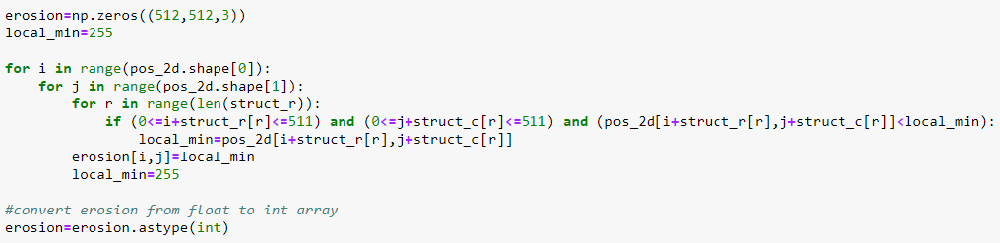 erosion=np.zeros((512,512,3))
local_min=255

for i in range(pos_2d.shape[0]):
    for j in range(pos_2d.shape[1]):
        for r in range(len(struct_r)):
            if (0<=i+struct_r[r]<=511) and (0<=j+struct_c[r]<=511) and (pos_2d[i+struct_r[r],j+struct_c[r]]<local_min):
                local_min=pos_2d[i+struct_r[r],j+struct_c[r]]
        erosion[i,j]=local_min
        local_min=255

#convert erosion from float to int array
erosion=erosion.astype(int)